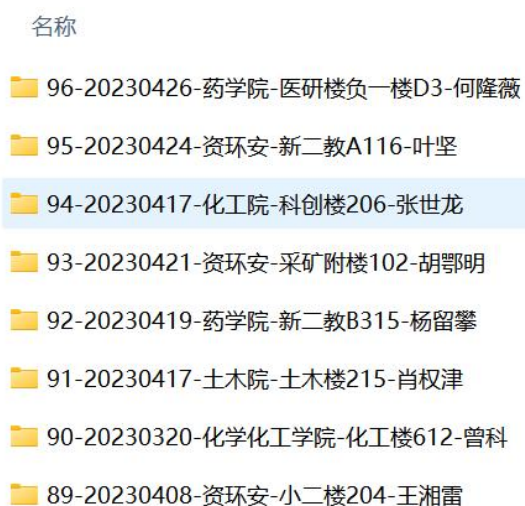 名称
96-20230426-药学院-医研楼负一楼D3-何隆薇
95-20230424-资环安-新二教A116-叶坚
94-20230417-化工院-科创楼206-张世龙
93-20230421-资环安-采矿附楼102-胡鄂明
92-20230419-药学院-新二教B315-杨留攀
91-20230417-土木院-土木楼215-肖权津
90-20230320-化学化工学院-化工楼612-曾科
89-20230408-资环安-小二楼204-王湘雷